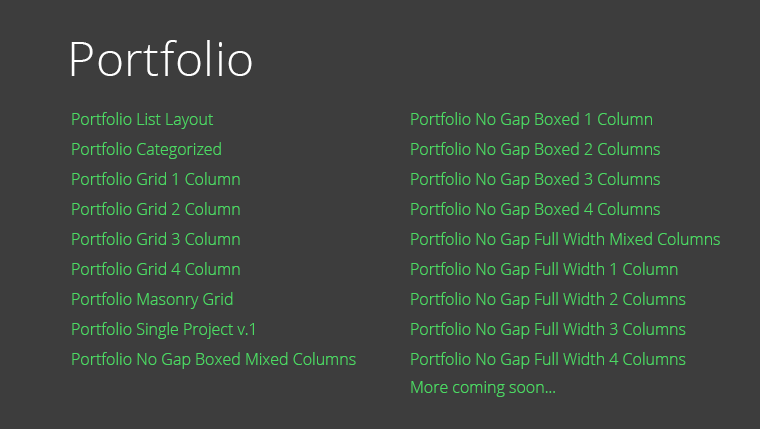 Portfolio
Portfolio List Layout
Portfolio Categorized
Portfolio Grid 1 Column
Portfolio Grid 2 Column
Portfolio Grid 3 Column
Portfolio Grid 4 Column
Portfolio Masonry Grid
Portfolio Single Project v.1
Portfolio No Gap Boxed Mixed Columns
Portfolio No Gap Boxed 1 Column
Portfolio No Gap Boxed 2 Columns
Portfolio No Gap Boxed 3 Columns
Portfolio No Gap Boxed 4 Columns
Portfolio No Gap Full Width Mixed Columns
Portfolio No Gap Full Width 1 Column
Portfolio No Gap Full Width 2 Columns
Portfolio No Gap Full Width 3 Columns
Portfolio No Gap Full Width 4 Columns
More coming soon...